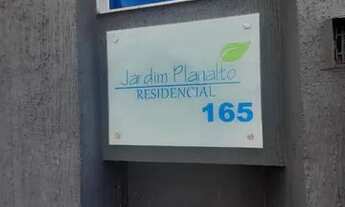 Jardim Planalto
RESIDENCIAL
165